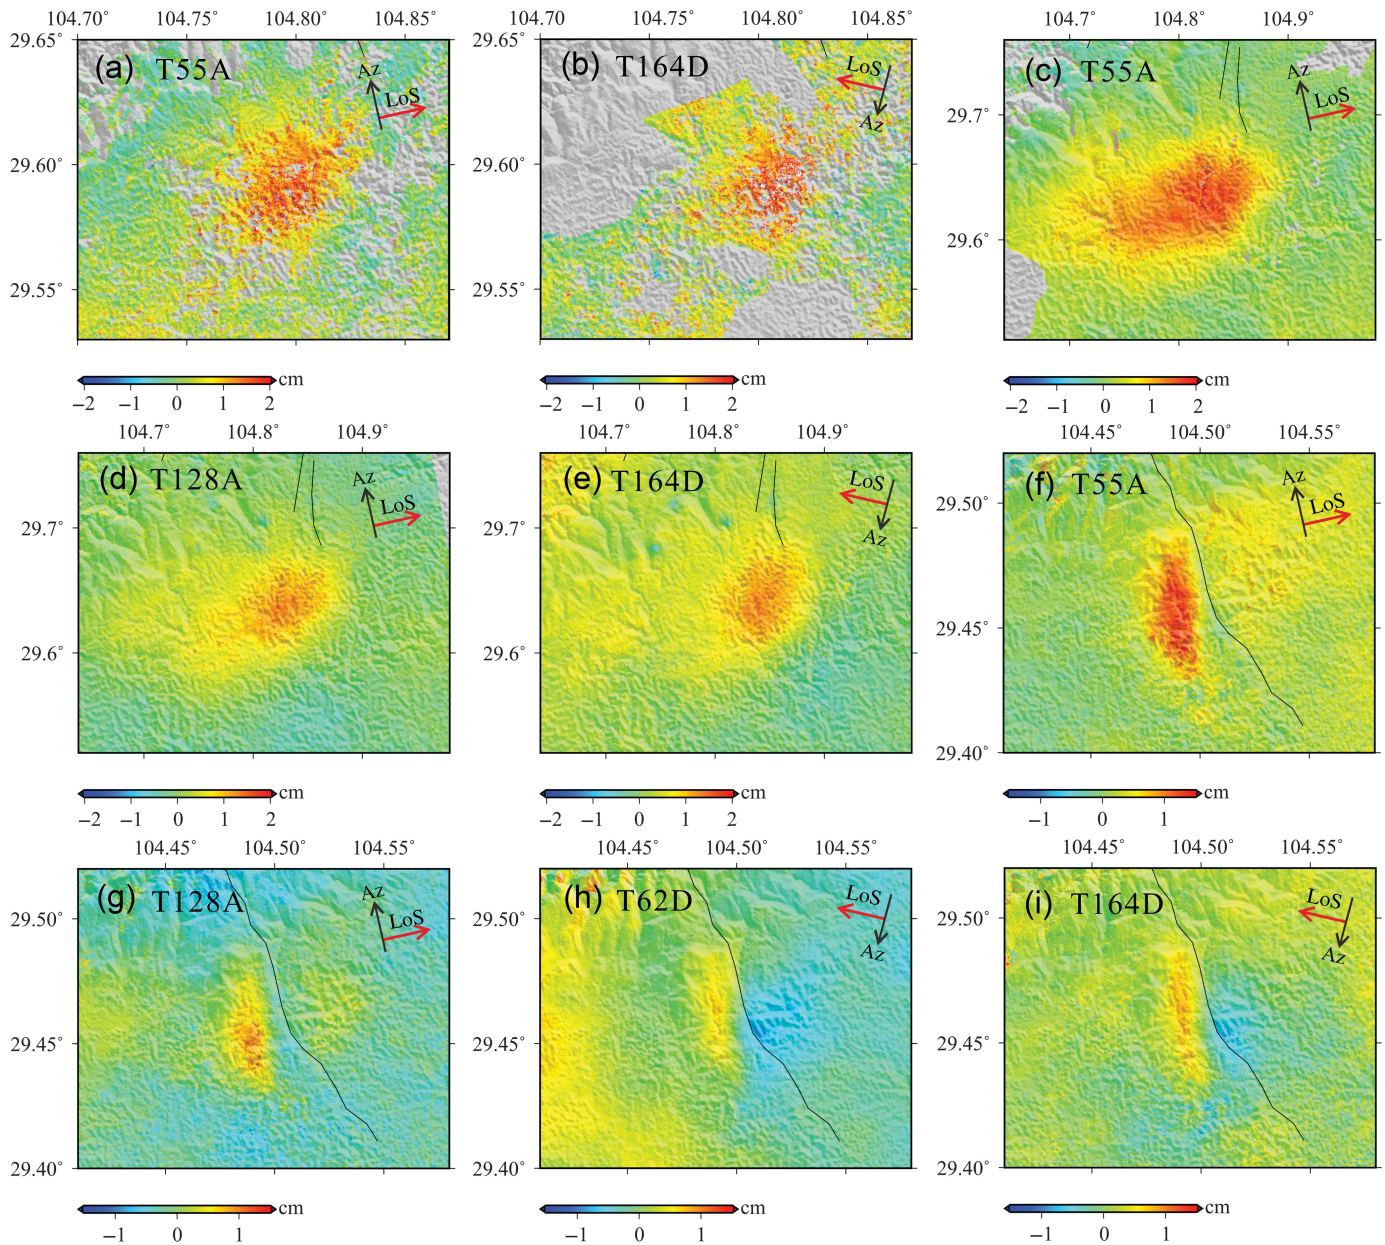 104.70° 104.75° 104.80° 104.85° 104.70° 104.75° 104.80° 104.85° 104.7° 104.8° 104.9°
29.65°
(a) T55A Az LoS
(b) T164D LoS Az
(c) T55A Az LoS
29.7°
29.60°
29.6°
29.55°
cm cm cm
−2 −1 0 1 2 −2 −1 0 1 2 −2 −1 0 1 2
104.7° 104.8° 104.9° 104.7° 104.8° 104.9° 104.45° 104.50° 104.55°
(d) T128A Az LoS
(e) T164D LoS Az
(f) T55A Az LoS
29.7° 29.7° 29.50°
29.6° 29.6° 29.45°
29.40°
cm cm cm
−2 −1 0 1 2 −2 −1 0 1 2 −1 0 1
104.45° 104.50° 104.55° 104.45° 104.50° 104.55° 104.45° 104.50° 104.55°
(g) T128A Az LoS
(h) T62D LoS Az
(i) T164D LoS Az
29.50° 29.50° 29.50°
29.45° 29.45° 29.45°
29.40° 29.40° 29.40°
cm cm cm
−1 0 1 −1 0 1 −1 0 1